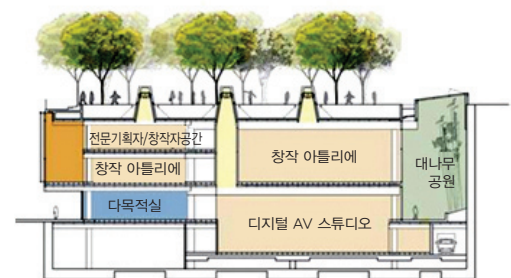 전문기획자/창작자공간
창작 아틀리에
창작 아틀리에
대나무
공원
다목적실
디지털 AV 스튜디오